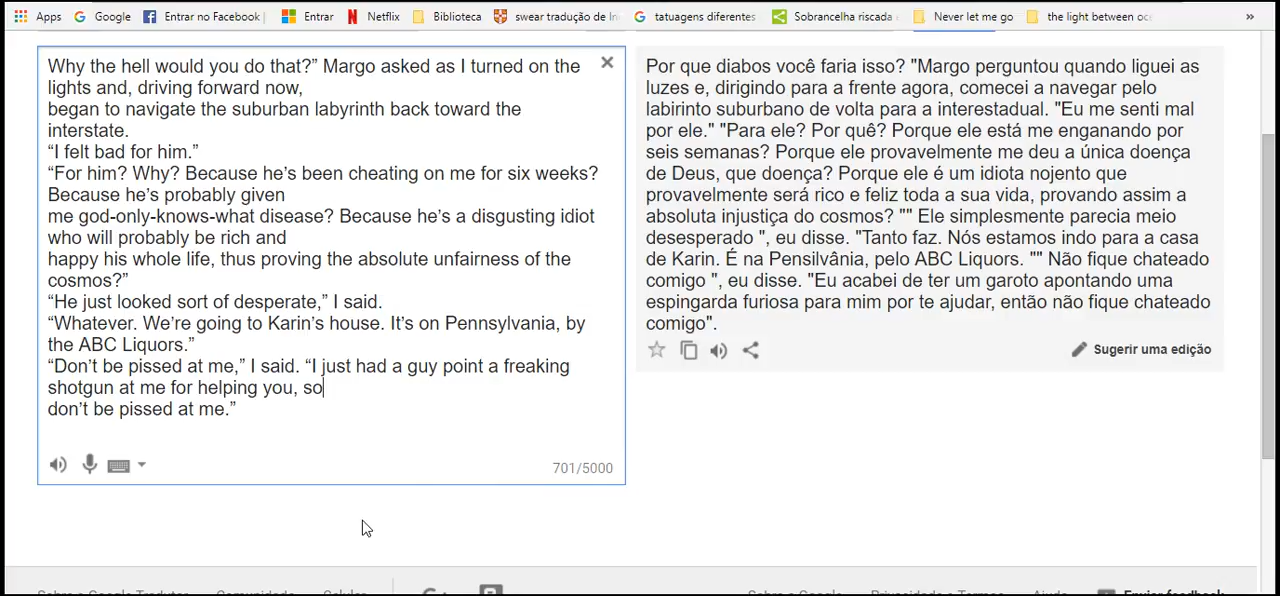 Apps Google Entrar no Facebook Entrar Netflix Biblioteca swear tradução de In tatuagens diferentes Sobrancelha riscada Never let me go the light between oce »
Why the hell would you do that?” Margo asked as I turned on the
lights and, driving forward now,
began to navigate the suburban labyrinth back toward the
interstate.
“I felt bad for him.”
“For him? Why? Because he’s been cheating on me for six weeks?
Because he’s probably given
me god-only-knows-what disease? Because he’s a disgusting idiot
who will probably be rich and
happy his whole life, thus proving the absolute unfairness of the
cosmos?”
“He just looked sort of desperate,” I said.
“Whatever. We’re going to Karin’s house. It’s on Pennsylvania, by
the ABC Liquors.”
“Don’t be pissed at me,” I said. “I just had a guy point a freaking
shotgun at me for helping you, so
don’t be pissed at me.”
701/5000
Por que diabos você faria isso? "Margo perguntou quando liguei as
luzes e, dirigindo para a frente agora, comecei a navegar pelo
labirinto suburbano de volta para a interestadual. "Eu me senti mal
por ele." "Para ele? Por quê? Porque ele está me enganando por
seis semanas? Porque ele provavelmente me deu a única doença
de Deus, que doença? Porque ele é um idiota nojento que
provavelmente será rico e feliz toda a sua vida, provando assim a
absoluta injustiça do cosmos? "" Ele simplesmente parecia meio
desesperado ", eu disse. "Tanto faz. Nós estamos indo para a casa
de Karin. É na Pensilvânia, pelo ABC Liquors. "" Não fique chateado
comigo ", eu disse. "Eu acabei de ter um garoto apontando uma
espingarda furiosa para mim por te ajudar, então não fique chateado
comigo".
Sugerir uma edição
Sobre o Google Tradutor Comunidade Celular Sobre o Google Privacidade e Termos Ajuda Enviar feedback